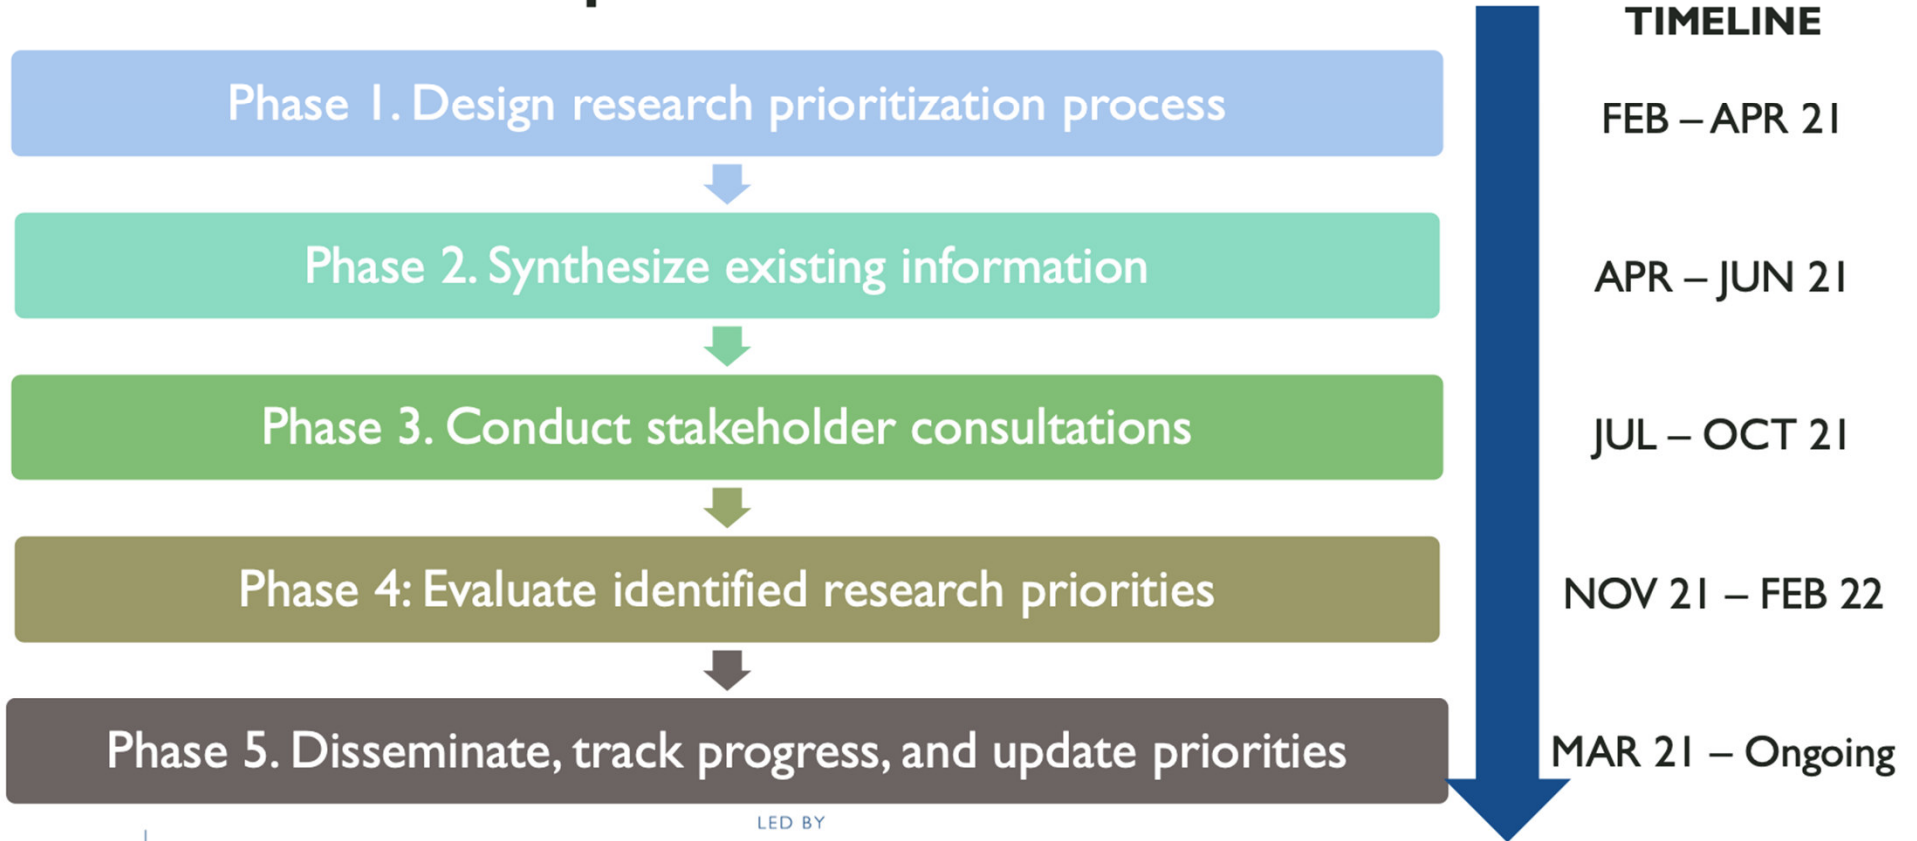 TIMELINE
Phase 1. Design research prioritization process
FEB – APR 21
Phase 2. Synthesize existing information
APR – JUN 21
Phase 3. Conduct stakeholder consultations
JUL – OCT 21
Phase 4: Evaluate identified research priorities
NOV 21 – FEB 22
Phase 5. Disseminate, track progress, and update priorities
MAR 21 – Ongoing
LED BY